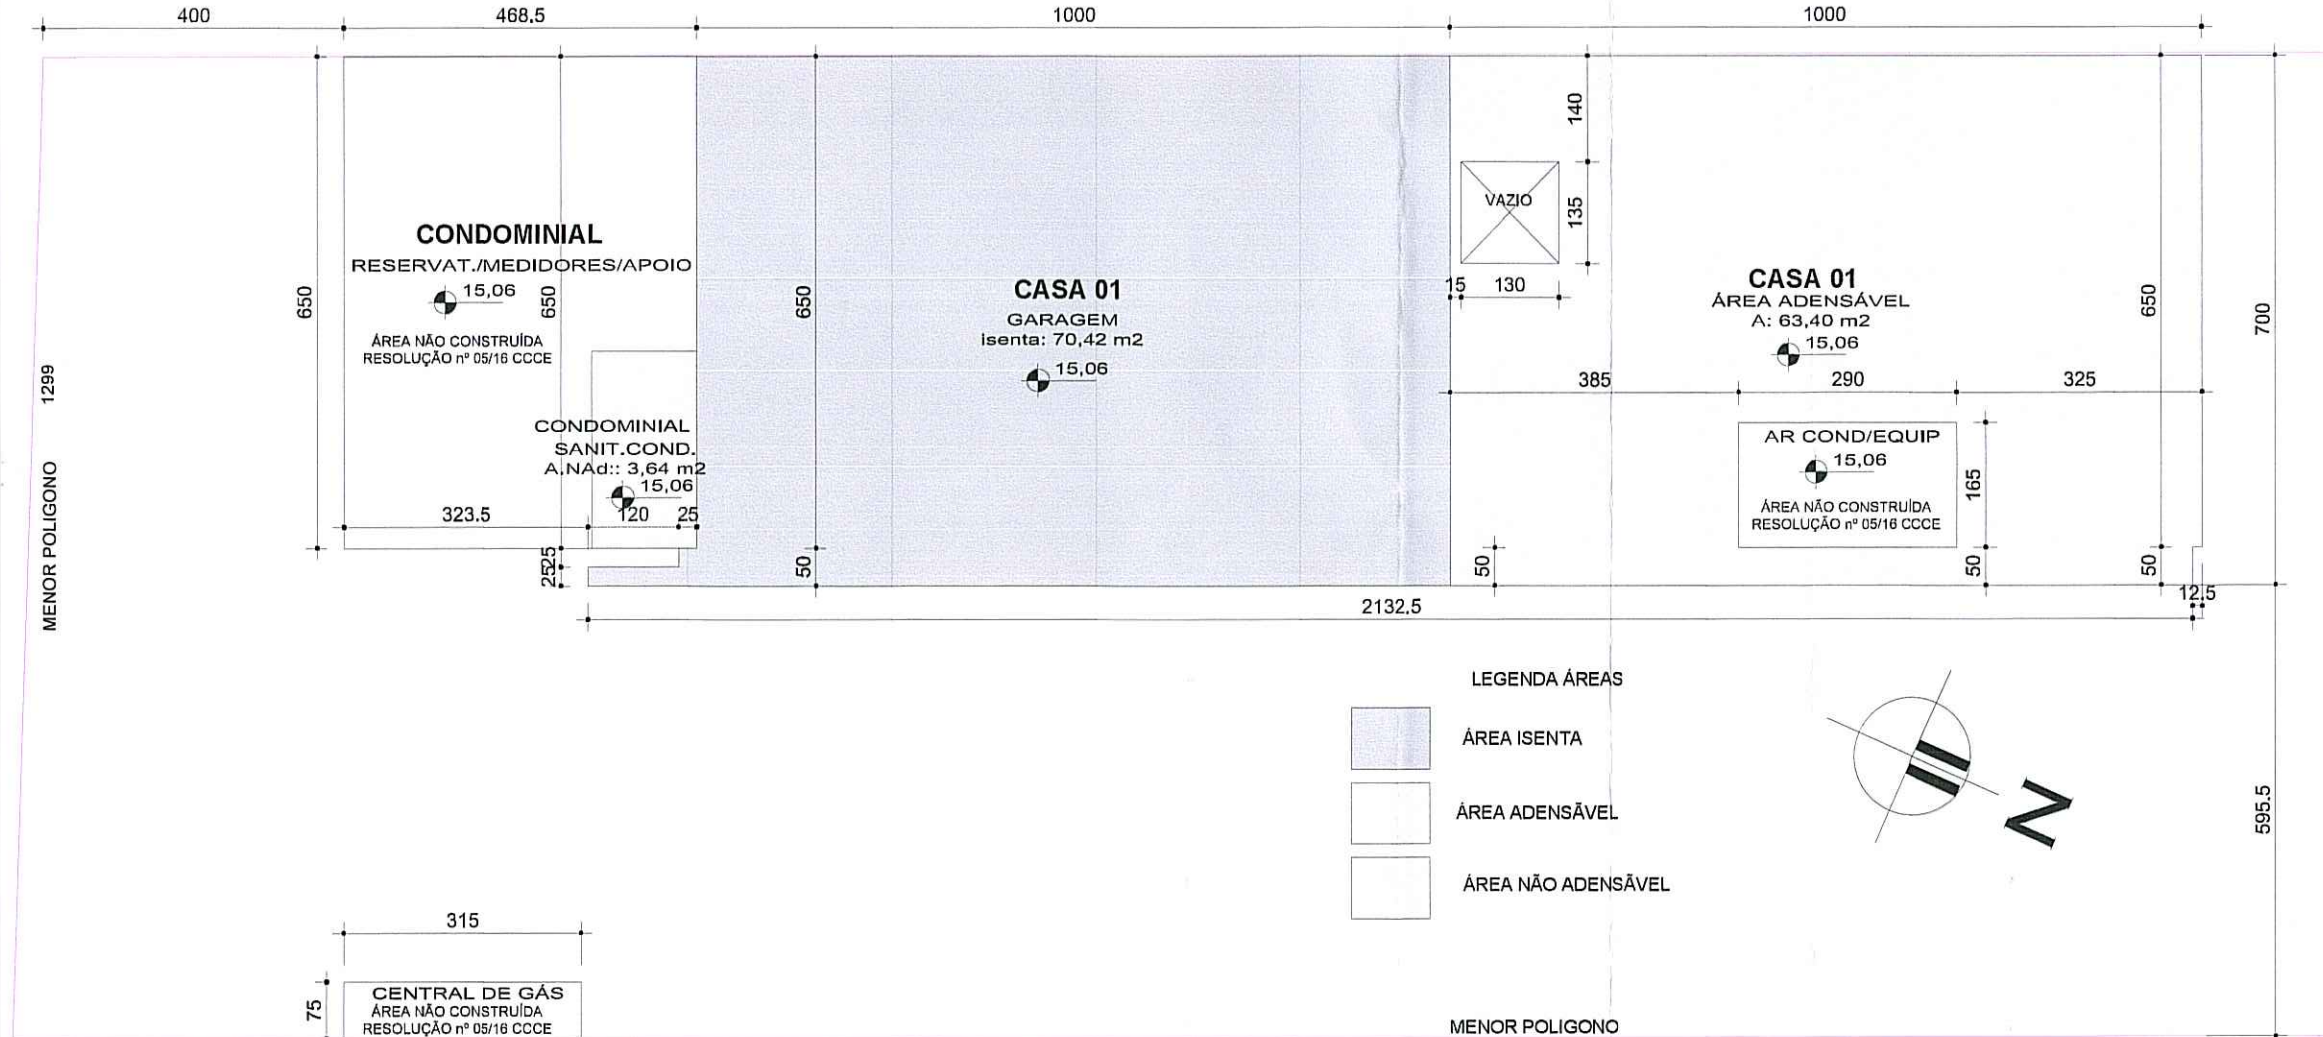 400
468.5
1000
1000
140
VAZIO
135
15
130
CONDOMINIAL
RESERVAT./MEDIDORES/APOIO
15,06
ÁREA NÃO CONSTRUÍDA
RESOLUÇÃO nº 05/16 CCCE
650
650
650
CASA 01
GARAGEM
isenta: 70,42 m2
15,06
CASA 01
ÁREA ADENSÁVEL
A: 63,40 m2
15,06
650
700
385
290
325
MENOR POLIGONO 1299
CONDOMINIAL
SANIT.COND.
A.NAd:: 3,64 m2
15,06
323.5
120
25
AR COND/EQUIP
15,06
ÁREA NÃO CONSTRUÍDA
RESOLUÇÃO nº 05/16 CCCE
165
25
25
50
50
50
50
12.5
2132.5
LEGENDA ÁREAS
ÁREA ISENTA
ÁREA ADENSÃVEL
ÁREA NÃO ADENSÃVEL
N
595.5
315
75
CENTRAL DE GÁS
ÁREA NÃO CONSTRUÍDA
RESOLUÇÃO nº 05/16 CCCE
MENOR POLIGONO